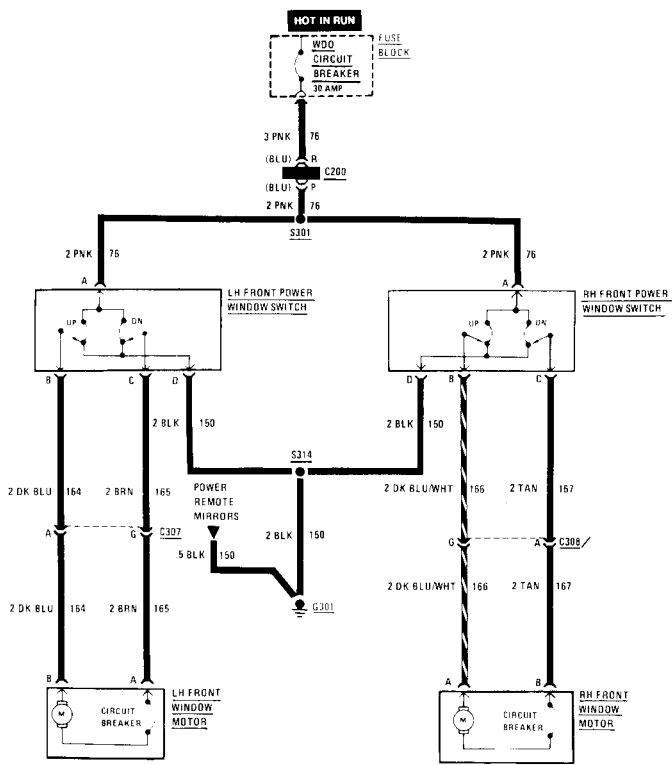 HOT IN RUN
WDO
CIRCUIT
BREAKER
30 AMP
FUSE
BLOCK
3 PNK 76
(BLU) R
C200
(BLU) P
2 PNK 76
S301
2 PNK 76
2 PNK 76
A
LH FRONT POWER
WINDOW SWITCH
A
RH FRONT POWER
WINDOW SWITCH
UP DN
UP DN
B C D
D B C
2 BLK 150
2 BLK 150
S314
2 DK BLU 164
2 BRN 165
POWER
REMOTE
MIRRORS
2 DK BLU/WHT 166
2 TAN 167
A G C307
2 BLK 150
G A C308
.5 BLK 150
2 DK BLU 164
2 BRN 165
G301
2 DK BLU/WHT 166
2 TAN 167
B A
A B
LH FRONT
WINDOW
MOTOR
M
CIRCUIT
BREAKER
RH FRONT
WINDOW
MOTOR
M
CIRCUIT
BREAKER